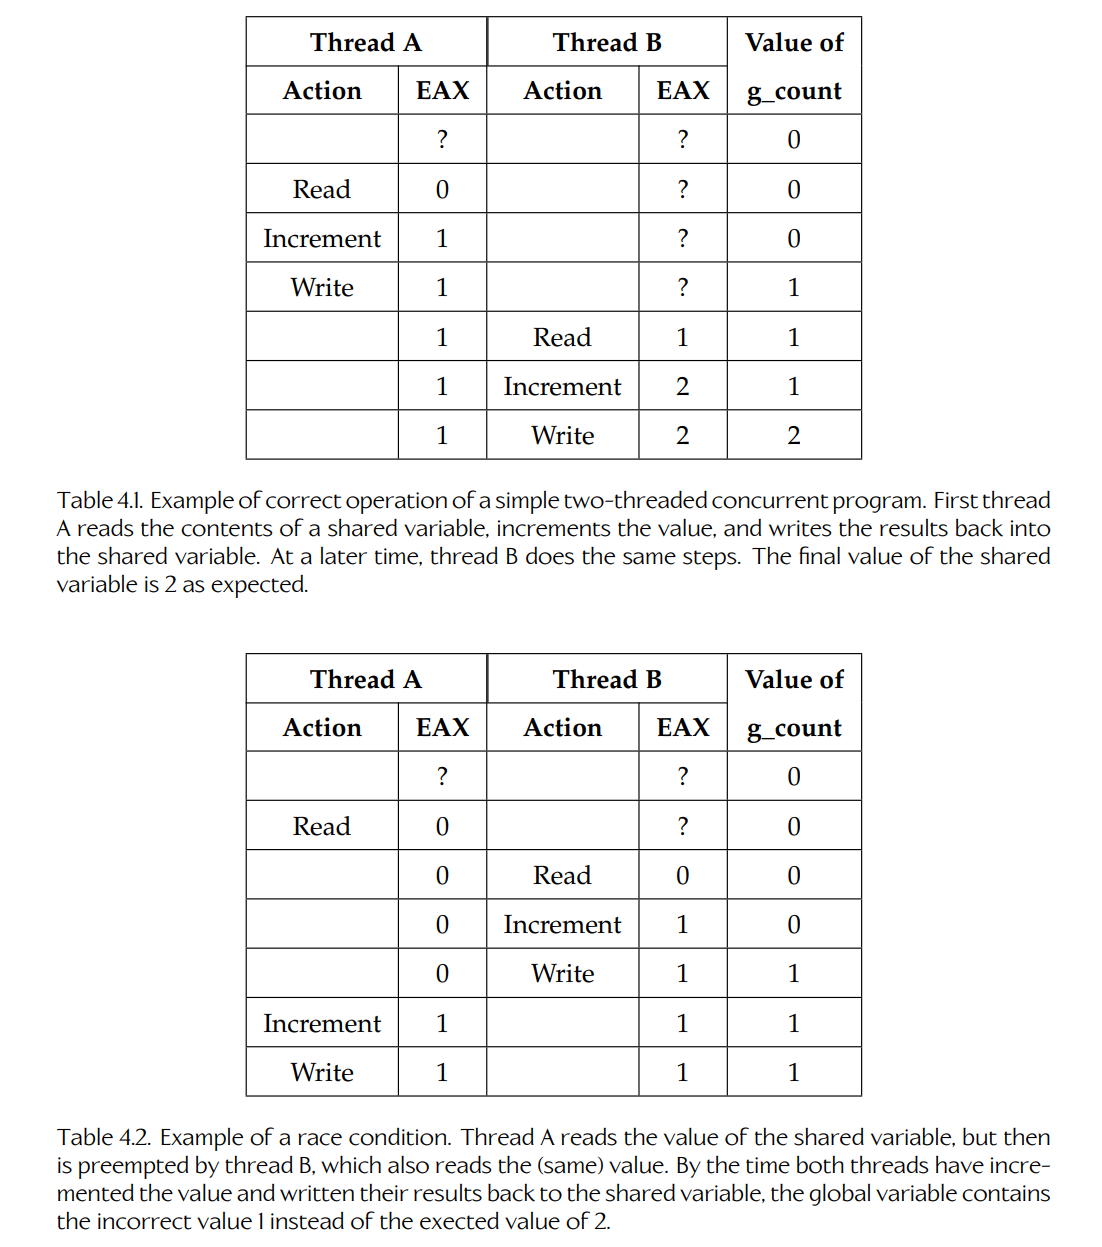 Thread A Thread B Value of
Action EAX Action EAX g_count
? ? 0
Read 0 ? 0
Increment 1 ? 0
Write 1 ? 1
1 Read 1 1
1 Increment 2 1
1 Write 2 2
Table 4.1. Example of correct operation of a simple two-threaded concurrent program. First thread
A reads the contents of a shared variable, increments the value, and writes the results back into
the shared variable. At a later time, thread B does the same steps. The final value of the shared
variable is 2 as expected.
Thread A Thread B Value of
Action EAX Action EAX g_count
? ? 0
Read 0 ? 0
0 Read 0 0
0 Increment 1 0
0 Write 1 1
Increment 1 1 1
Write 1 1 1
Table 4.2. Example of a race condition. Thread A reads the value of the shared variable, but then
is preempted by thread B, which also reads the (same) value. By the time both threads have incre-
mented the value and written their results back to the shared variable, the global variable contains
the incorrect value 1 instead of the exected value of 2.